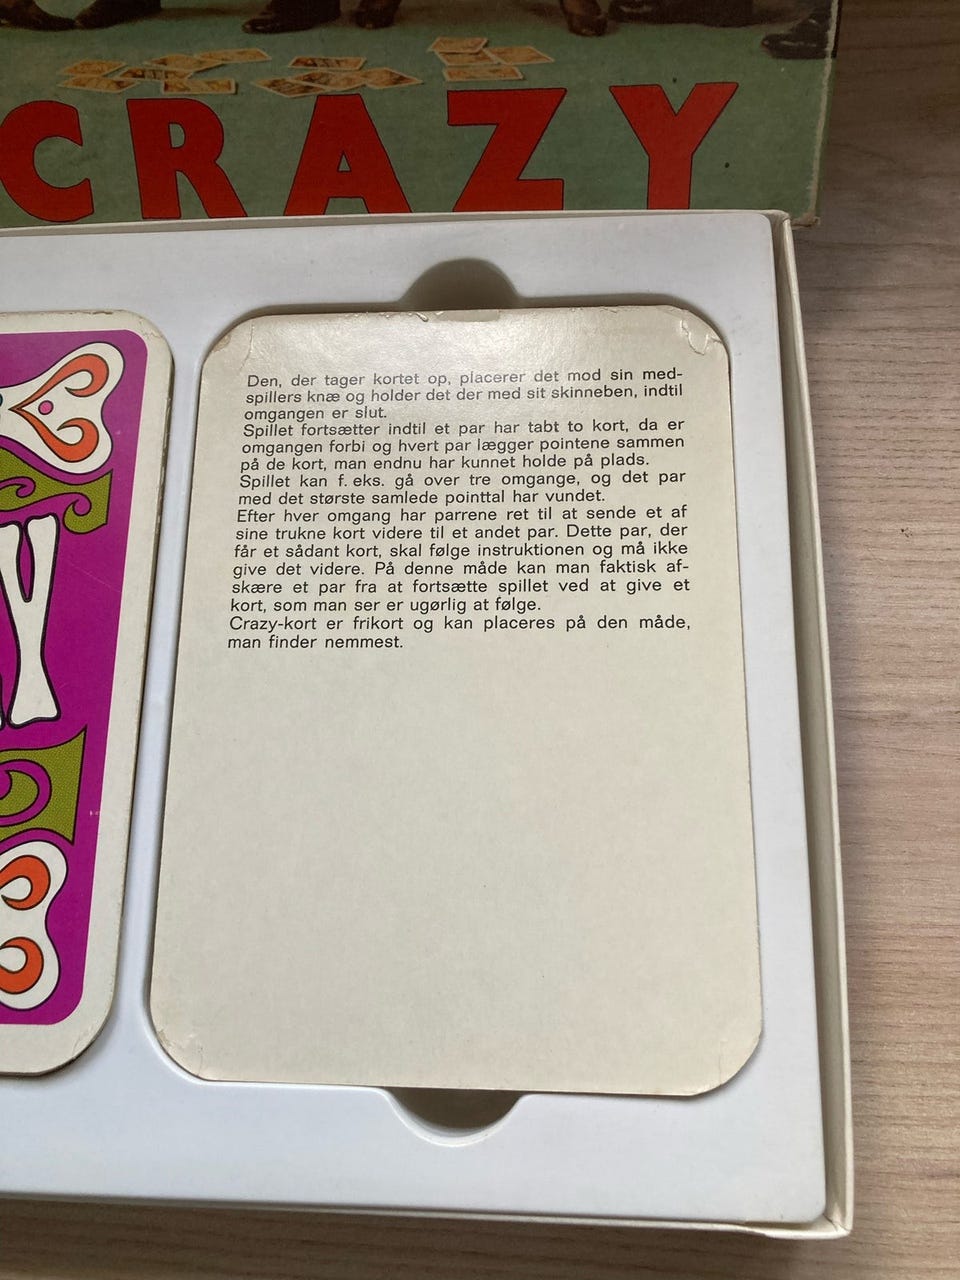 CRAZY
Den, der tager kortet op, placerer det mod sin med-
spillers knæ og holder det der med sit skinneben, indtil
omgangen er slut.
Spillet fortsætter indtil et par har tabt to kort, da er
omgangen forbi og hvert par lægger pointene sammen
på de kort, man endnu har kunnet holde på plads.
Spillet kan f. eks. gå over tre omgange, og det par
med det største samlede pointtal har vundet.
Efter hver omgang har parrene ret til at sende et af
sine trukne kort videre til et andet par. Dette par, der
får et sådant kort, skal følge instruktionen og må ikke
give det videre. På denne måde kan man faktisk af-
skære et par fra at fortsætte spillet ved at give et
kort, som man ser er ugørlig at følge.
Crazy-kort er frikort og kan placeres på den måde,
man finder nemmest.
Y